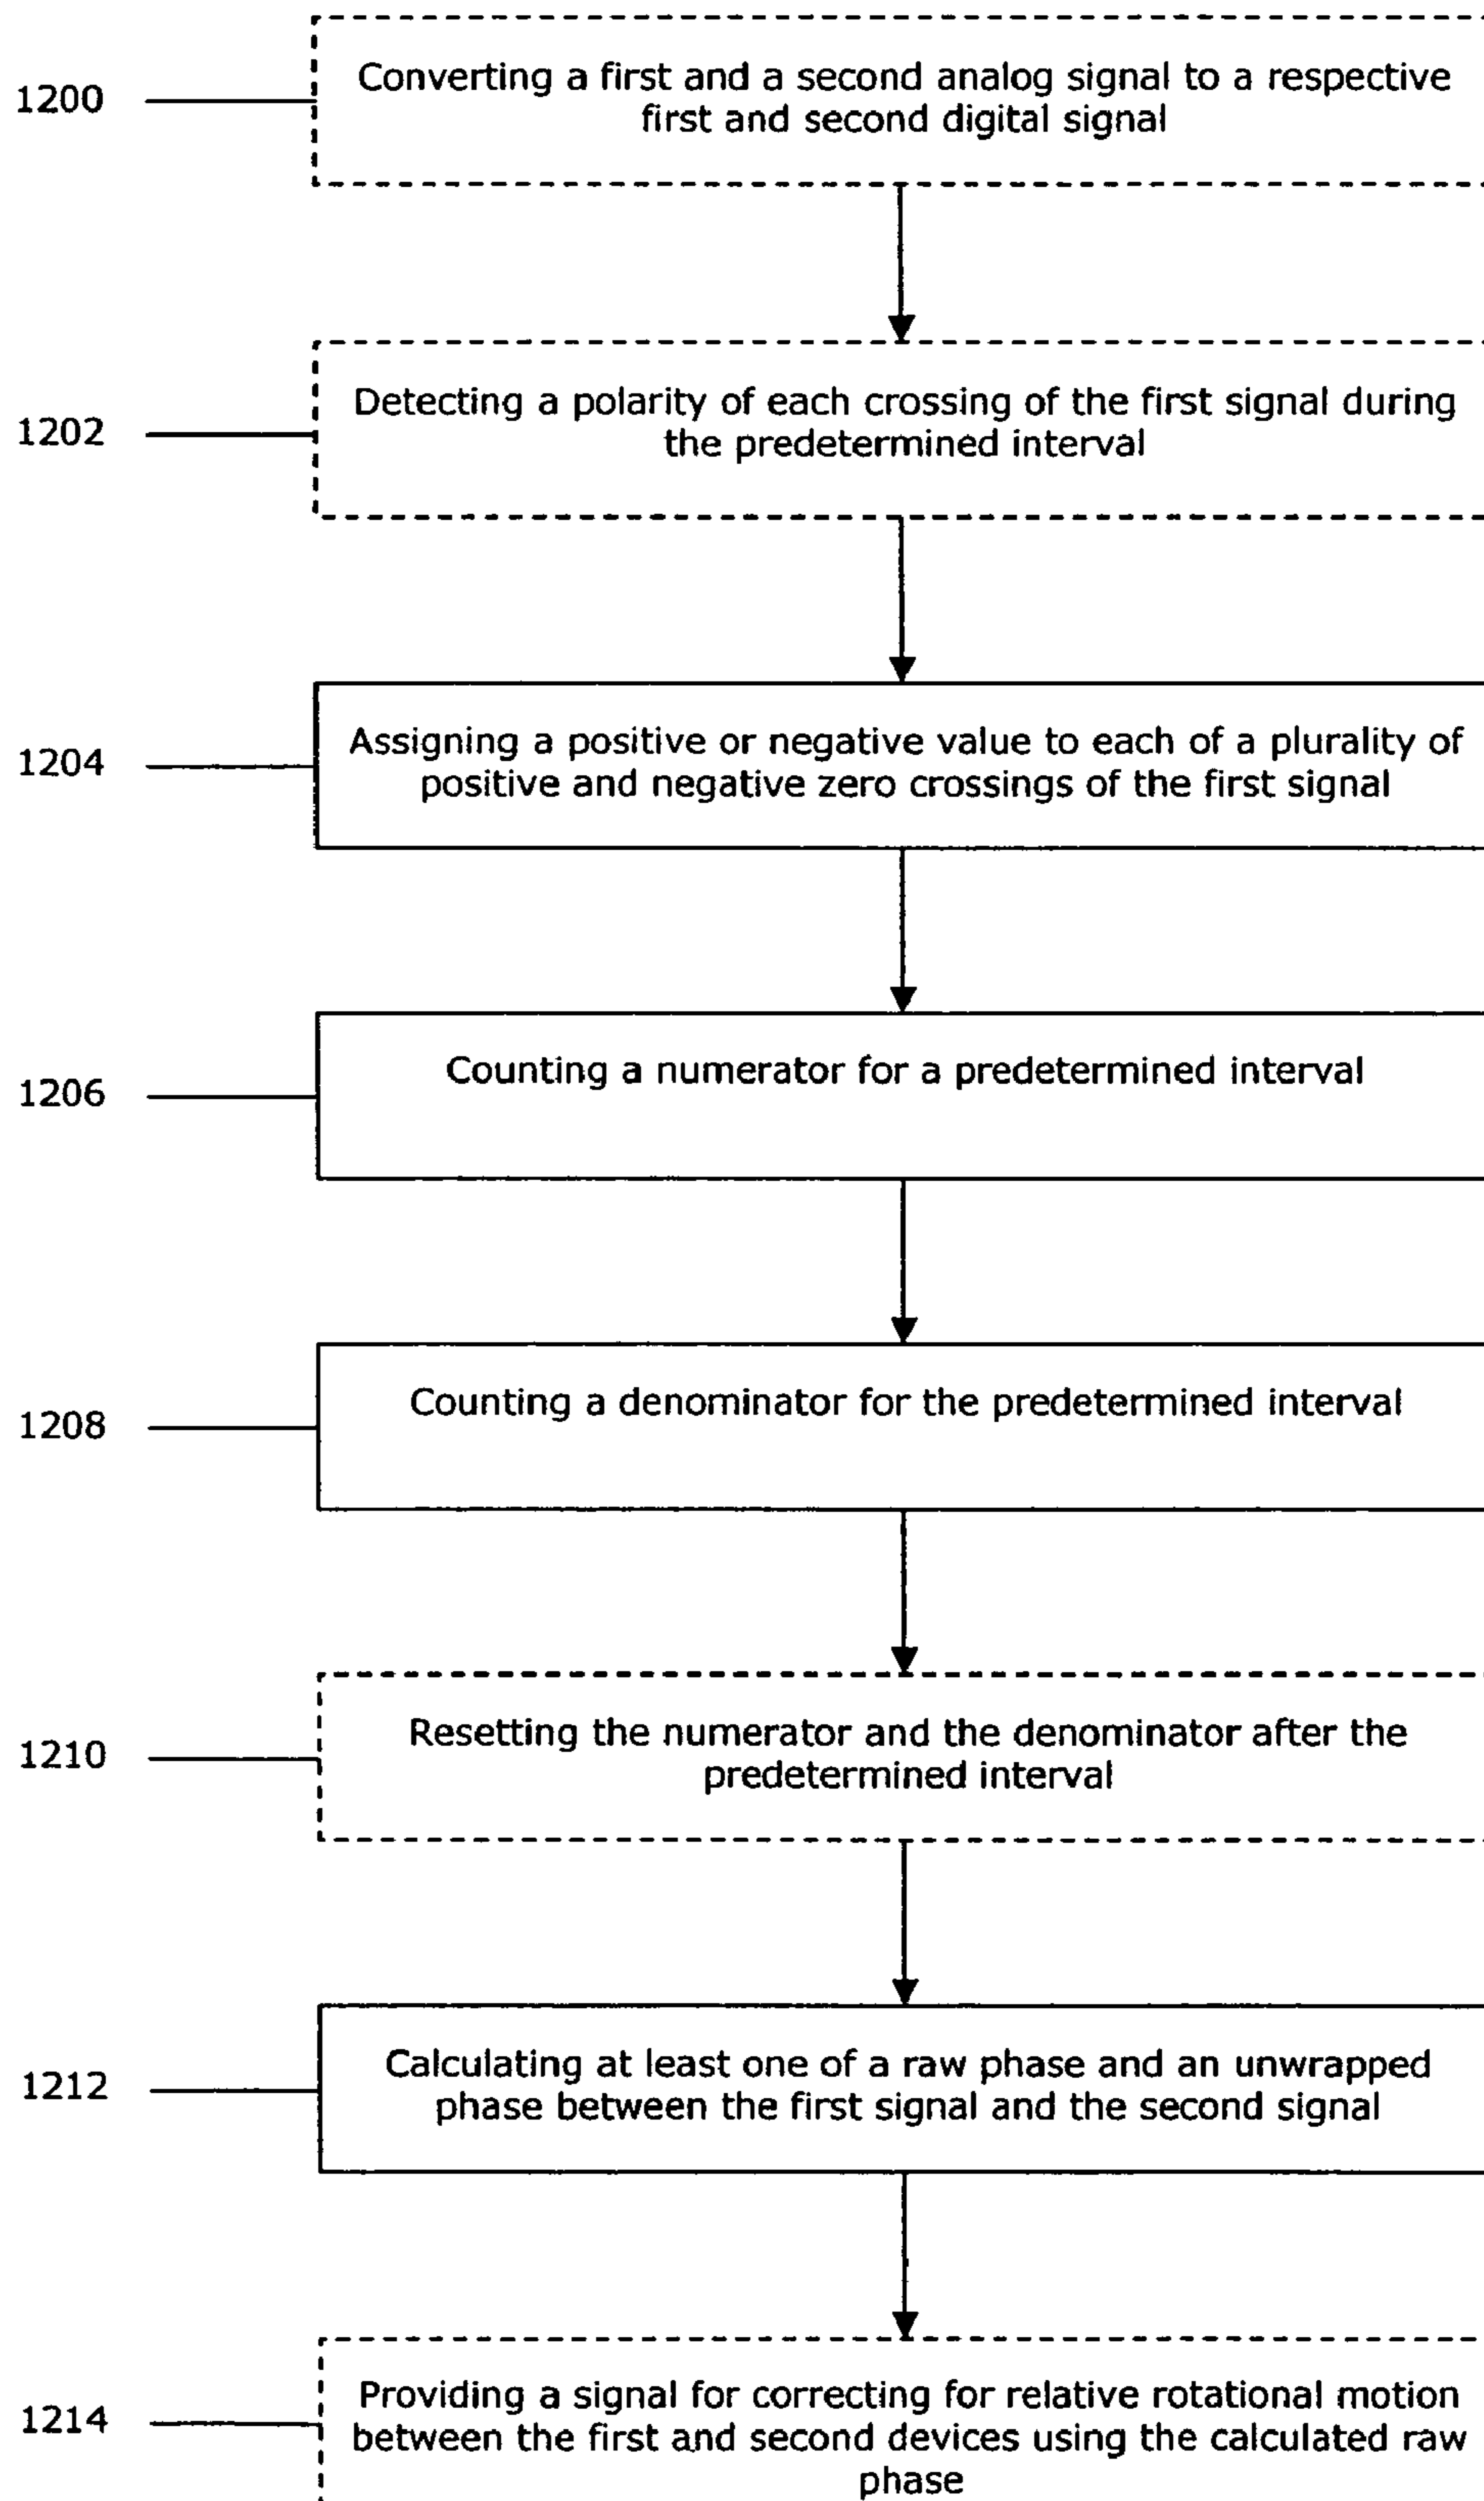 1200
Converting a first and a second analog signal to a respective
first and second digital signal
1202
Detecting a polarity of each crossing of the first signal during
the predetermined interval
1204
Assigning a positive or negative value to each of a plurality of
positive and negative zero crossings of the first signal
1206
Counting a numerator for a predetermined interval
1208
Counting a denominator for the predetermined interval
1210
Resetting the numerator and the denominator after the
predetermined interval
1212
Calculating at least one of a raw phase and an unwrapped
phase between the first signal and the second signal
1214
Providing a signal for correcting for relative rotational motion
between the first and second devices using the calculated raw
phase